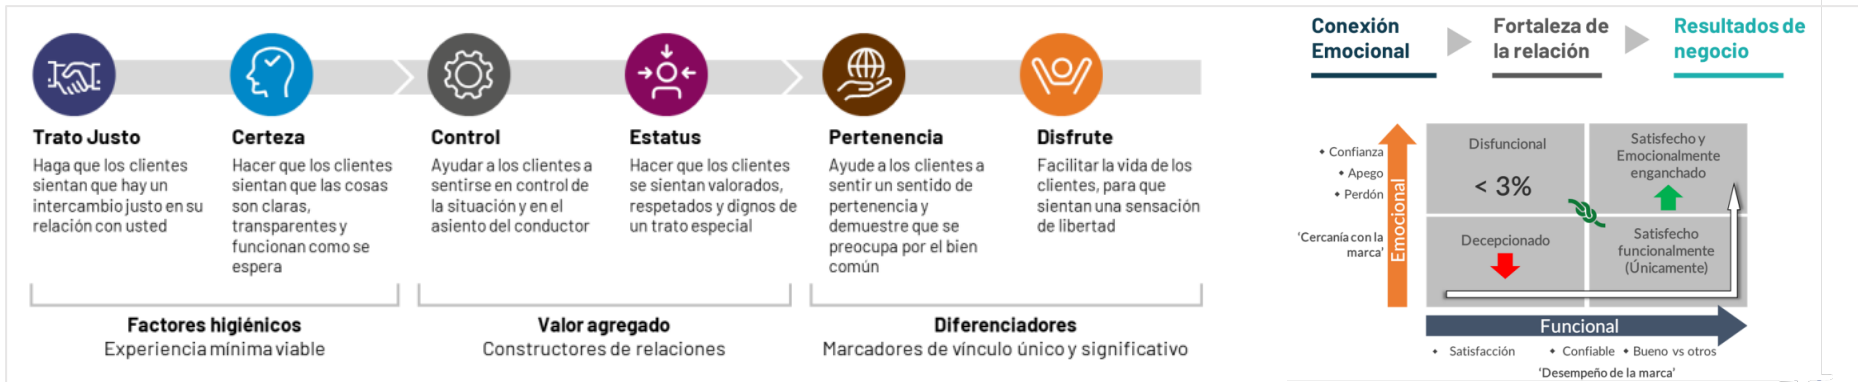 Trato Justo
Haga que los clientes
sientan que hay un
intercambio justo en su
relación con usted
Certeza
Hacer que los clientes
sientan que las cosas
son claras,
transparentes y
funcionan como se
espera
Control
Ayudar a los clientes a
sentirse en control de
la situación y en el
asiento del conductor
Estatus
Hacer que los clientes
se sientan valorados,
respetados y dignos de
un trato especial
Pertenencia
Ayude a los clientes a
sentir un sentido de
pertenencia y
demuestre que se
preocupa por el bien
común
Disfrute
Facilitar la vida de los
clientes, para que
sientan una sensación
de libertad
Factores higiénicos
Experiencia mínima viable
Valor agregado
Constructores de relaciones
Diferenciadores
Marcadores de vínculo único y significativo
Conexión
Emocional
Fortaleza de
la relación
Resultados de
negocio
• Confianza
• Apego
• Perdón
'Cercanía con la
marca'
Emocional
Disfuncional
< 3%
Satisfecho y
Emocionalmente
enganchado
Decepcionado
Satisfecho
funcionalmente
(Únicamente)
Funcional
• Satisfacción
• Confiable
• Bueno vs otros
'Desempeño de la marca'